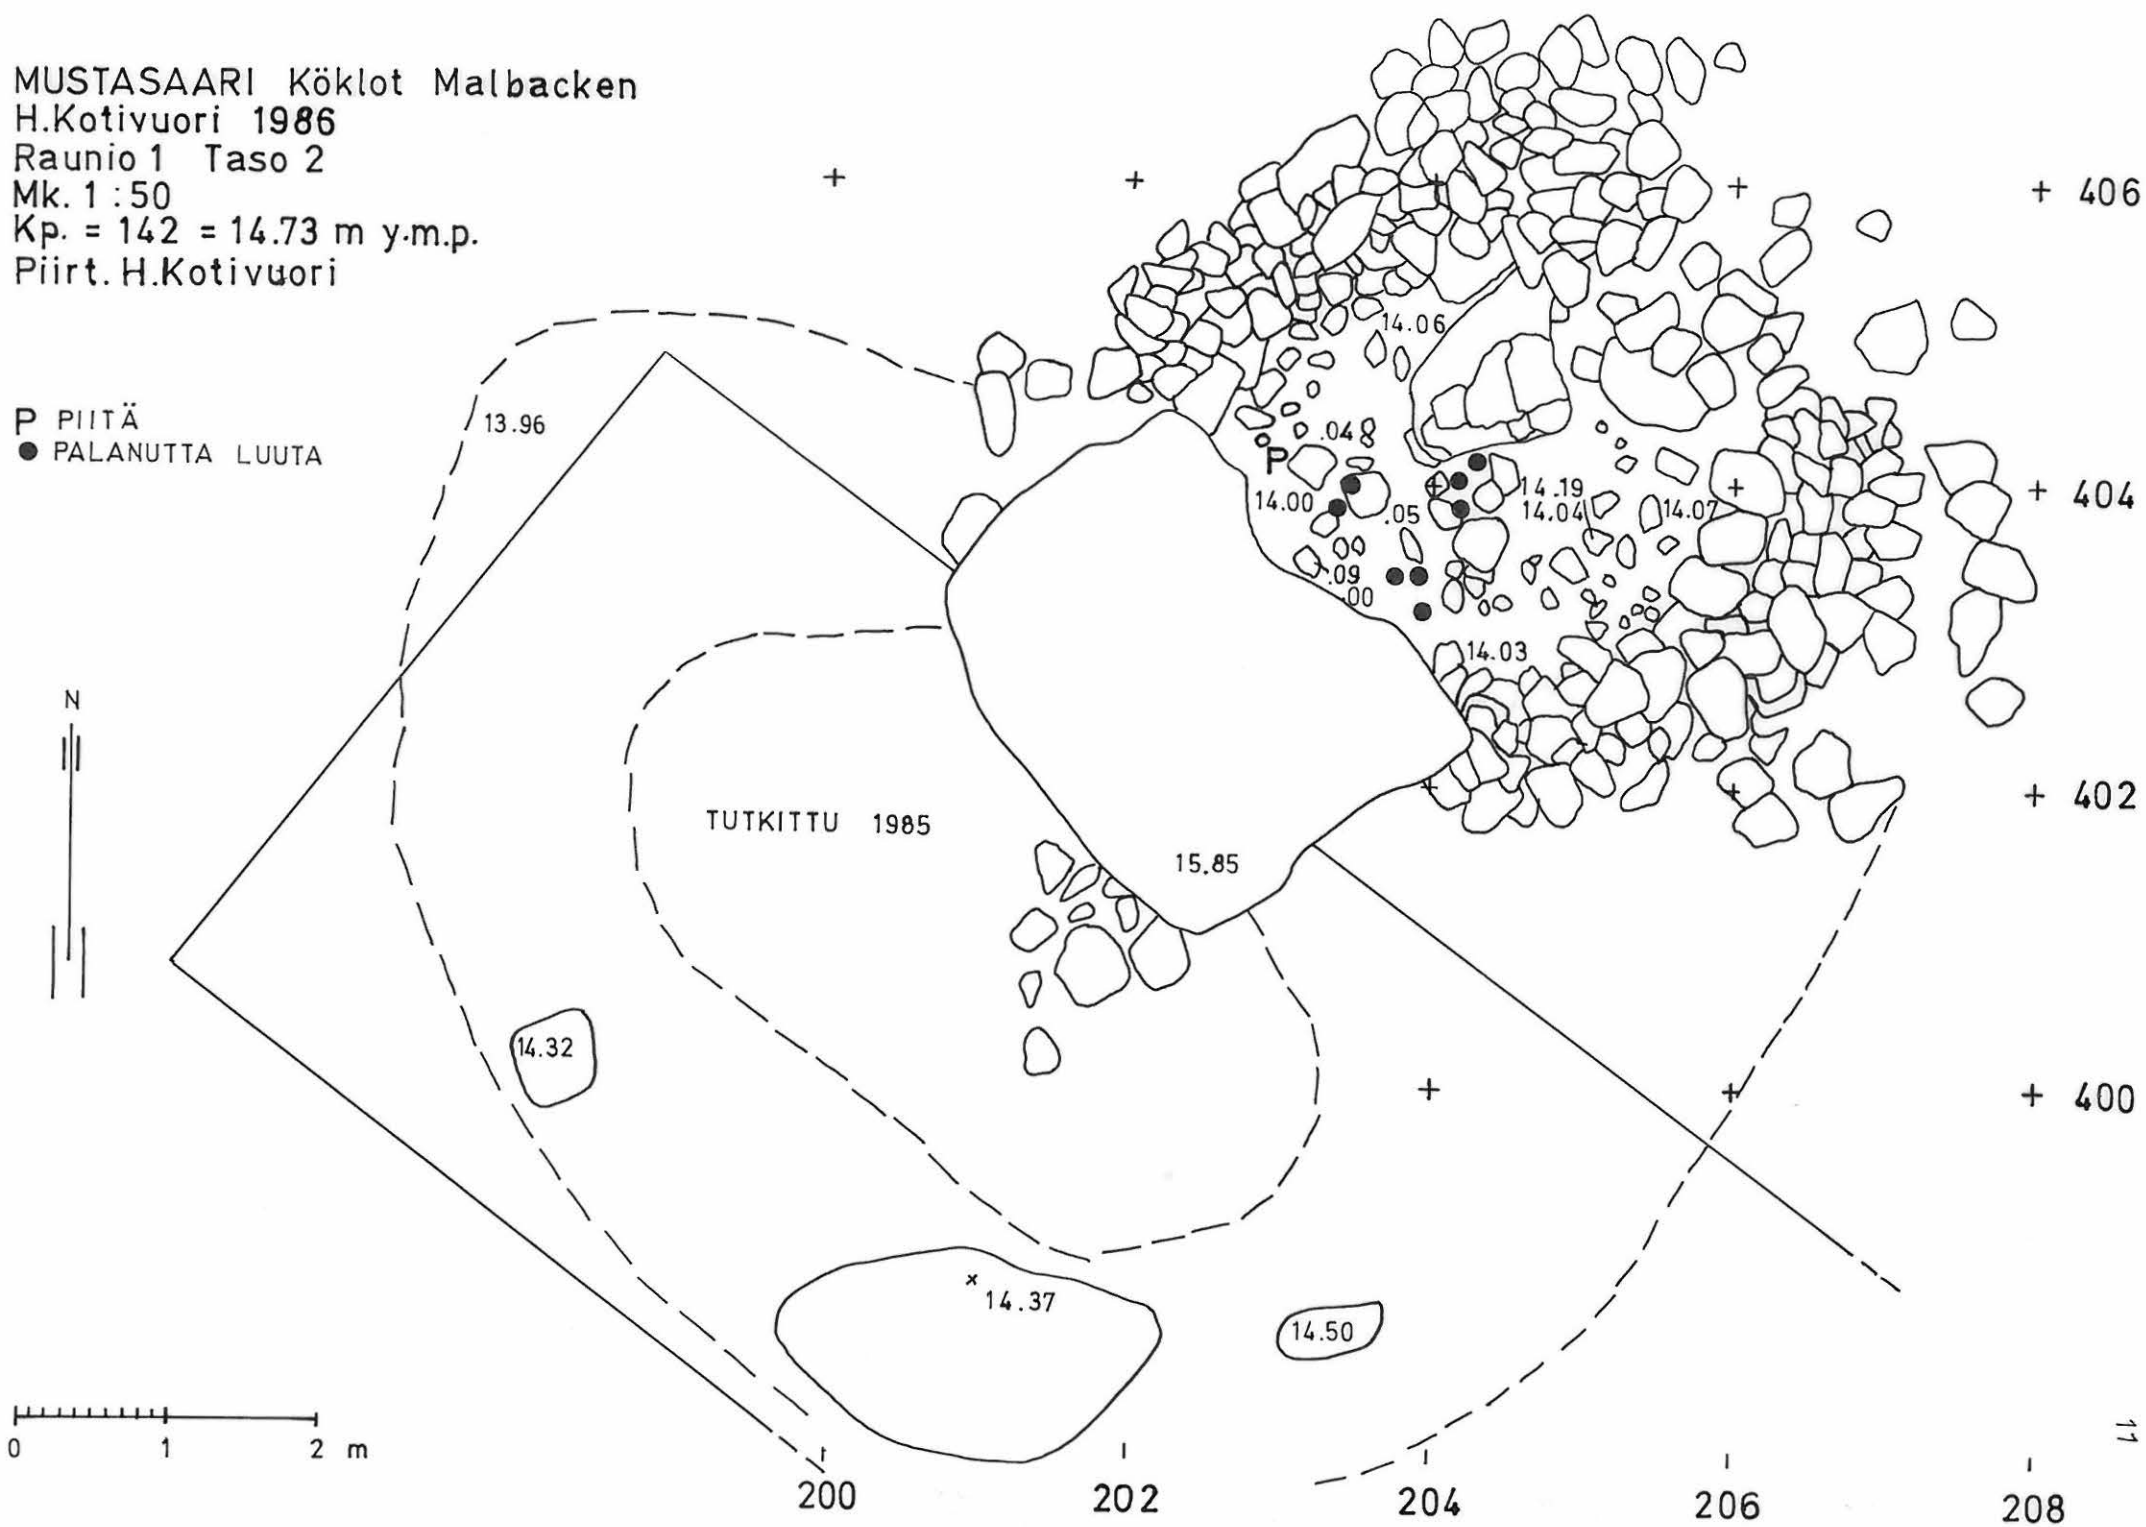 MUSTASAARI Köklot Malbacken
H.Kotivuori 1986
Raunio 1 Taso 2
Mk. 1:50
Kp. = 142 = 14.73 m y.m.p.
Piirt. H.Kotivuori
406
14.06
P PIITÄ
● PALANUTTA LUUTA
13.96
.04
P
14.00
.05
14.19
14.04
14.07
404
.09
.00
14.03
N
402
TUTKITTU 1985
15.85
14.32
400
14.37
14.50
0 1 2 m
11
200 202 204 206 208